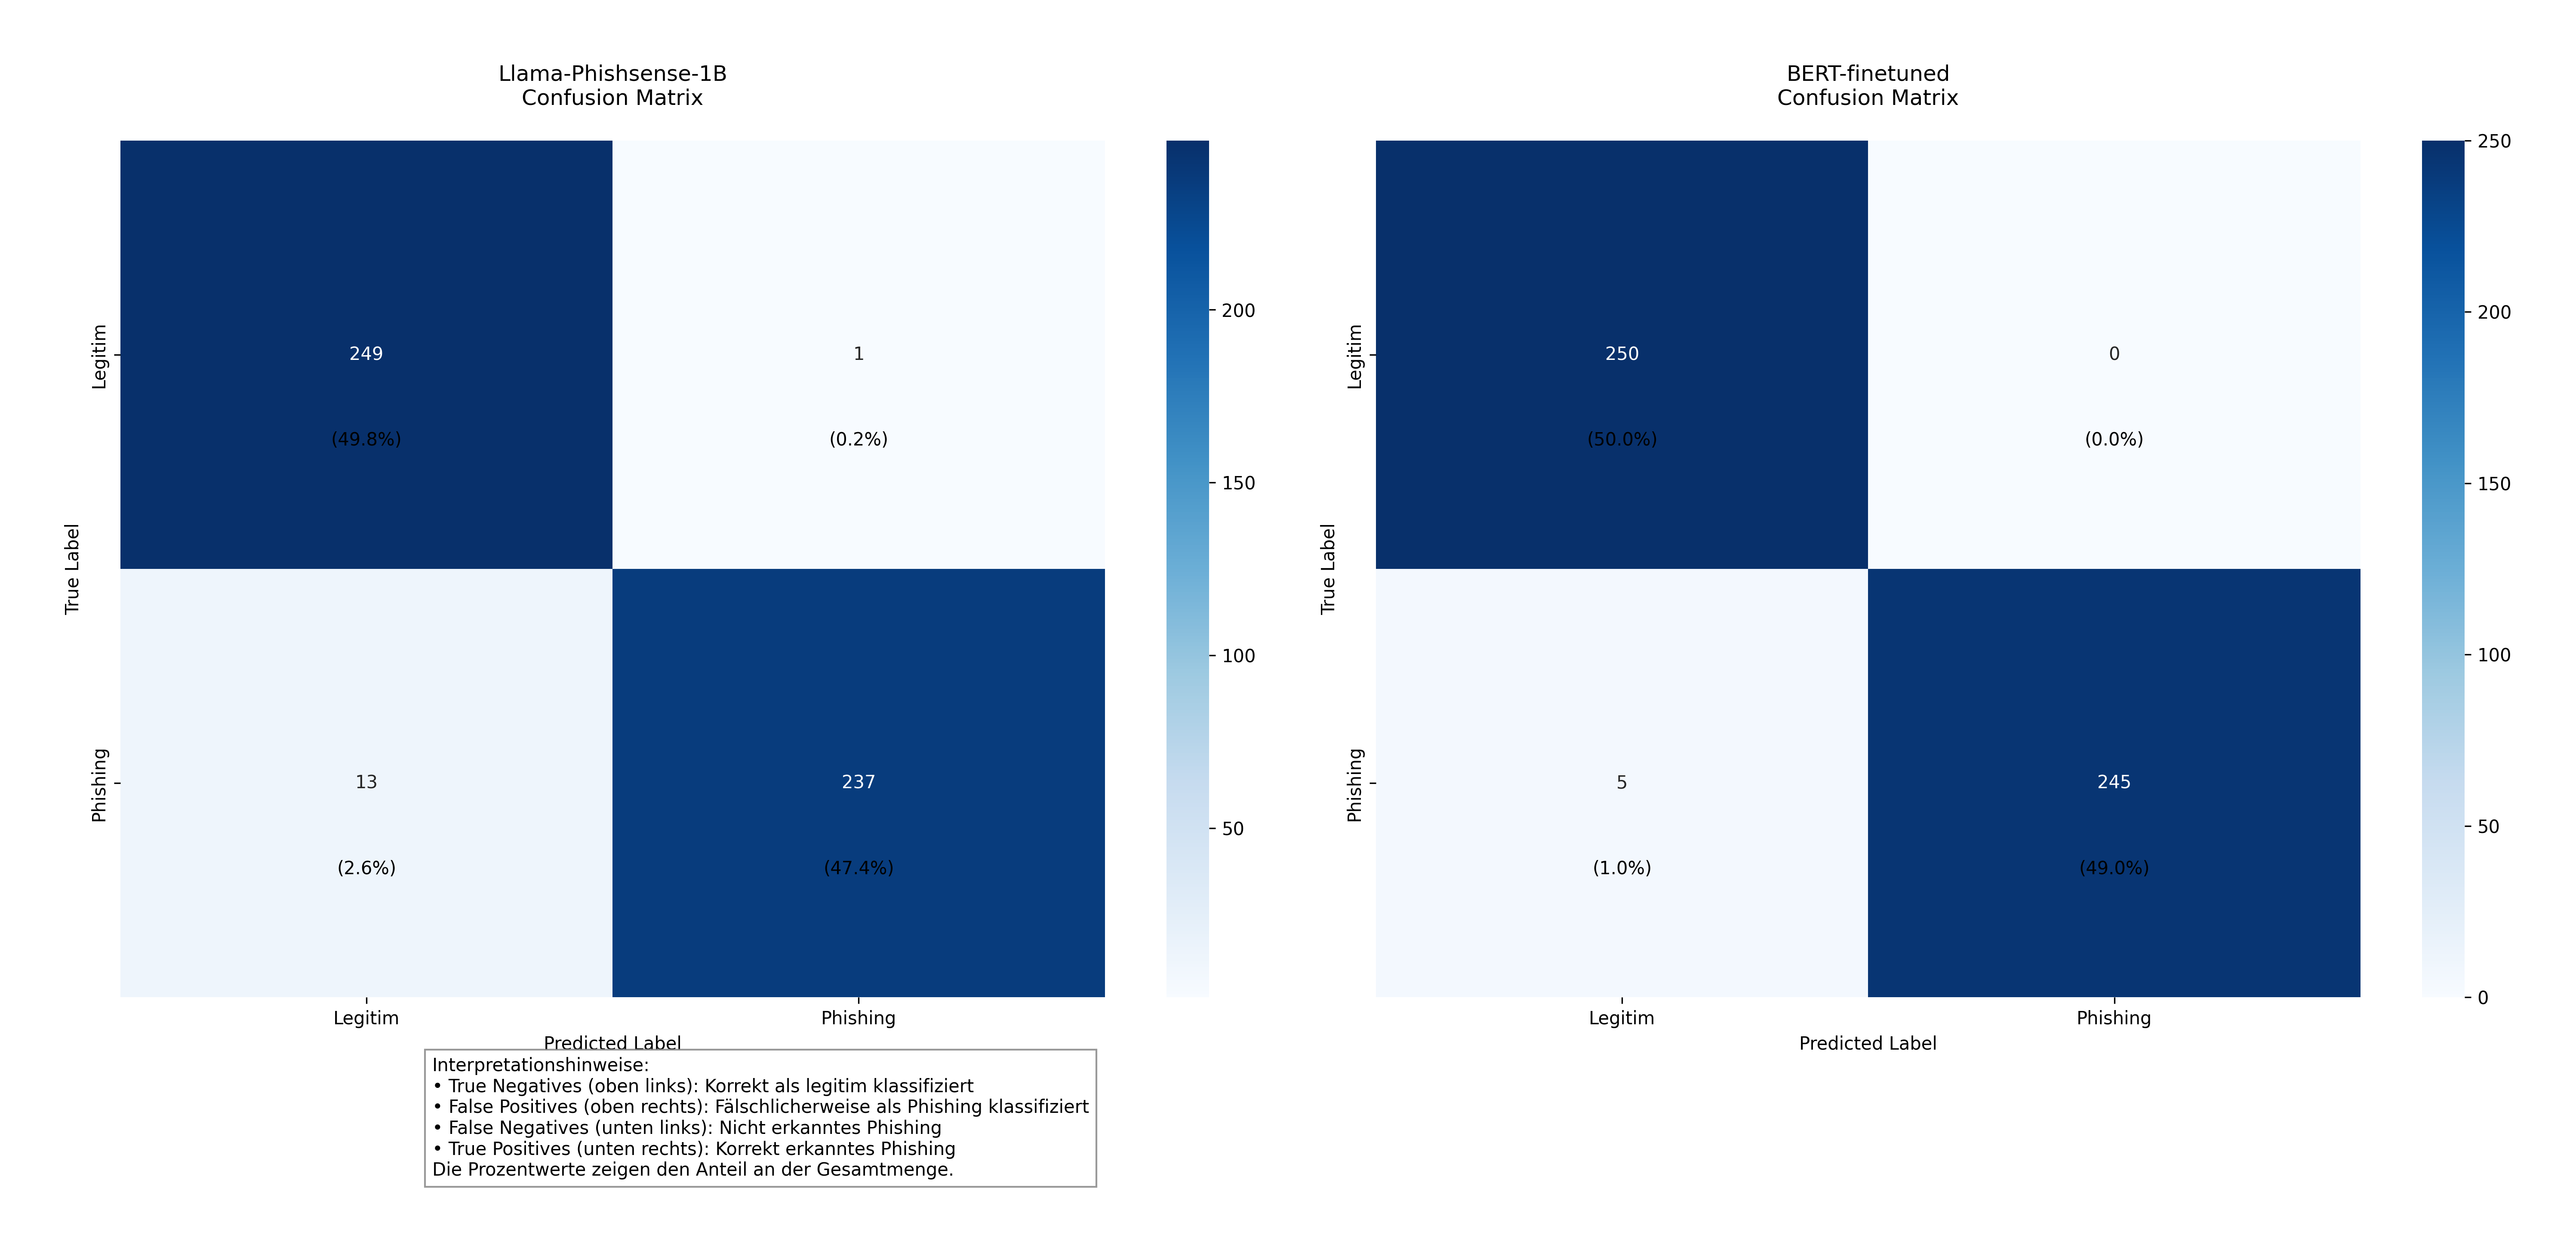 Llama-Phishsense-1B
Confusion Matrix
True Label
Legitim
Phishing
249
(49.8%)
1
(0.2%)
13
(2.6%)
237
(47.4%)
200
150
100
50
Legitim
Phishing
Predicted Label
BERT-finetuned
Confusion Matrix
True Label
Legitim
Phishing
250
(50.0%)
0
(0.0%)
5
(1.0%)
245
(49.0%)
250
200
150
100
50
0
Legitim
Phishing
Predicted Label
Interpretationshinweise:
• True Negatives (oben links): Korrekt als legitim klassifiziert
• False Positives (oben rechts): Fälschlicherweise als Phishing klassifiziert
• False Negatives (unten links): Nicht erkanntes Phishing
• True Positives (unten rechts): Korrekt erkanntes Phishing
Die Prozentwerte zeigen den Anteil an der Gesamtmenge.